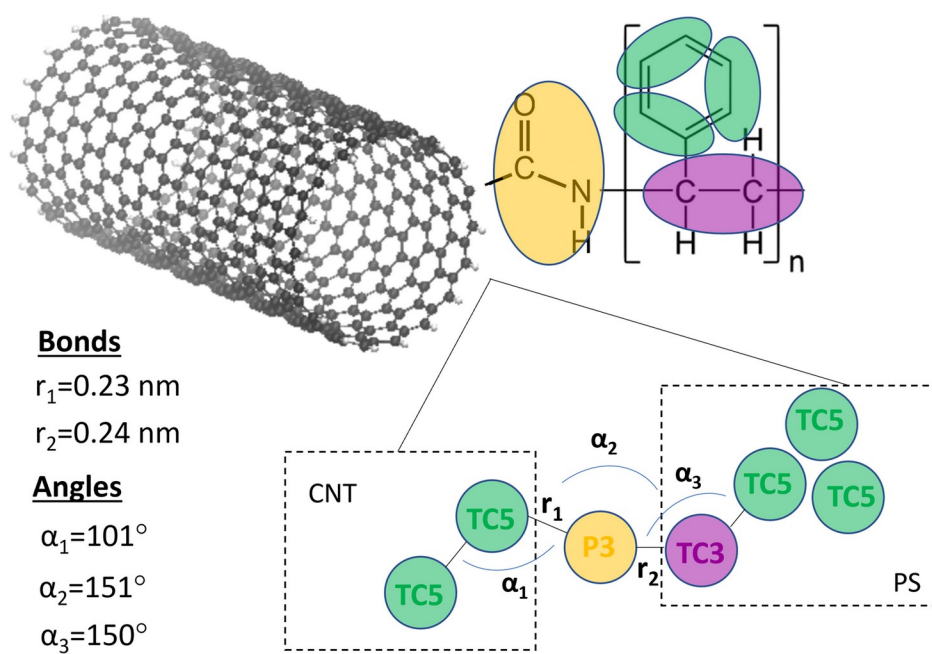 O
C
N
H
H
C
C
H
H
n
Bonds
r₁=0.23 nm
r₂=0.24 nm
Angles
α₁=101°
α₂=151°
α₃=150°
CNT
TC5
TC5
r₁
α₁
α₂
P3
r₂
α₃
TC3
TC5
TC5
TC5
PS